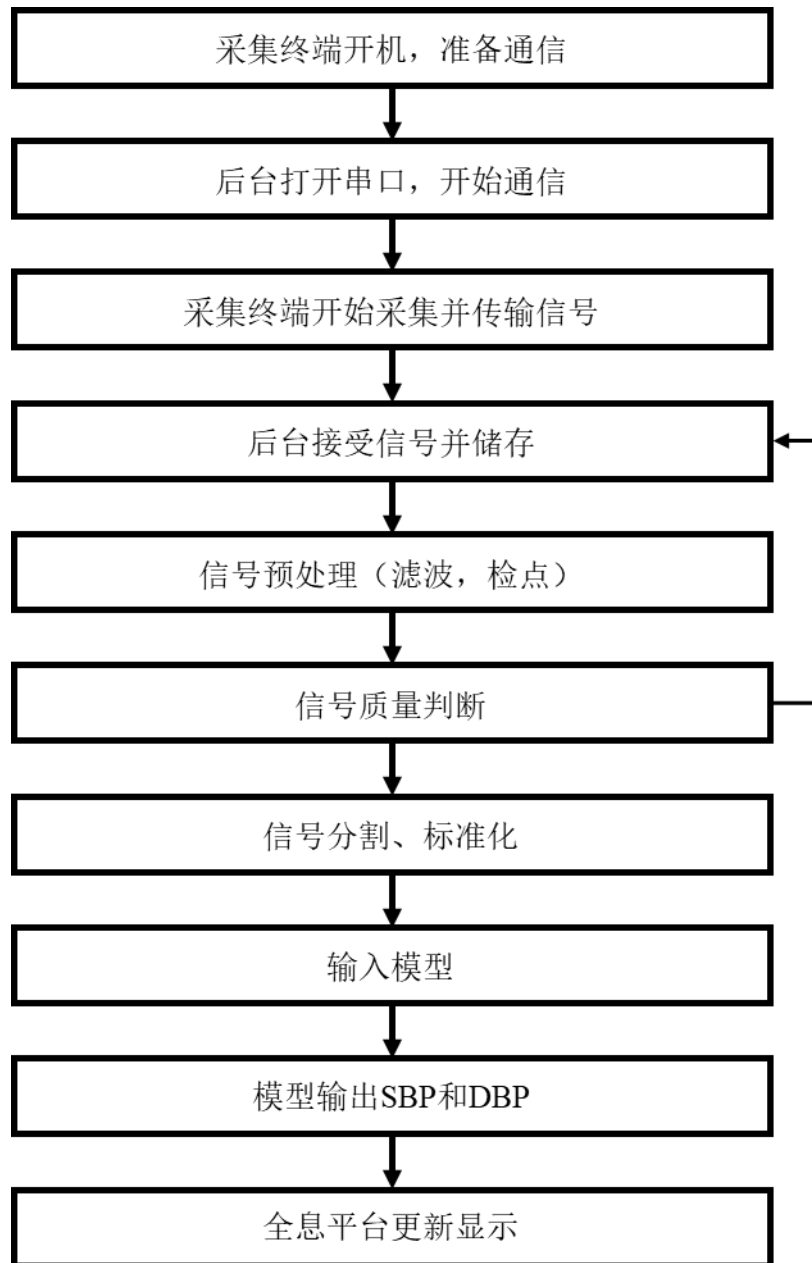 采集终端开机，准备通信
后台打开串口，开始通信
采集终端开始采集并传输信号
后台接受信号并储存
信号预处理（滤波，检点）
信号质量判断
信号分割、标准化
输入模型
模型输出SBP和DBP
全息平台更新显示